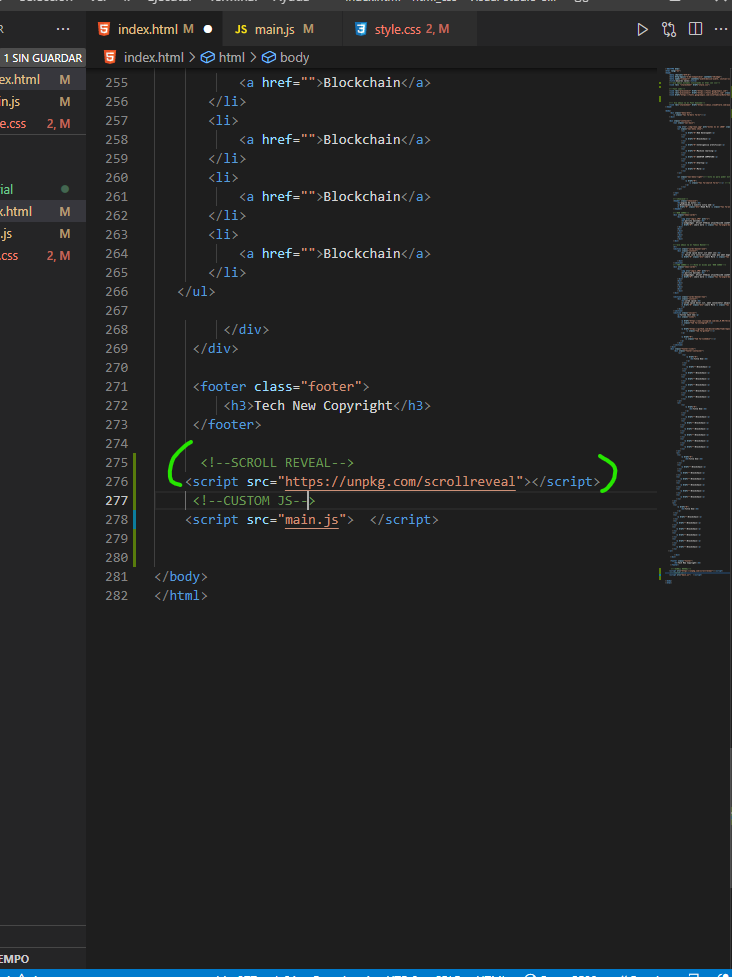 index.html M
JS main.js M
style.css 2, M
1 SIN GUARDAR
index.html > html > body
ex.html M
in.js M
e.css 2, M
ial
x.html M
.js M
.css 2, M
255 <a href="">Blockchain</a>
256 </li>
257 <li>
258 <a href="">Blockchain</a>
259 </li>
260 <li>
261 <a href="">Blockchain</a>
262 </li>
263 <li>
264 <a href="">Blockchain</a>
265 </li>
266 </ul>
267
268 </div>
269 </div>
270
271 <footer class="footer">
272 <h3>Tech New Copyright</h3>
273 </footer>
274
275 <!--SCROLL REVEAL-->
276 <script src="https://unpkg.com/scrollreveal"></script>
277 <!--CUSTOM JS-->
278 <script src="main.js">  </script>
279
280
281 </body>
282 </html>
EMPO